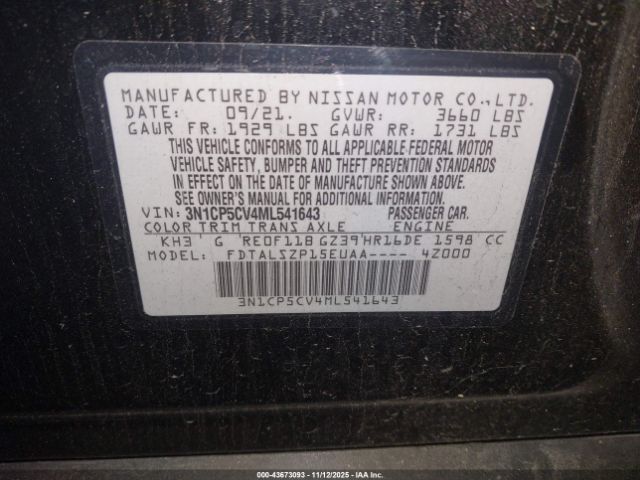 MANUFACTURED BY NISSAN MOTOR CO., LTD.
DATE: 09/21. GVWR: 3660 LBS
GAWR FR: 1929 LBS GAWR RR: 1731 LBS
THIS VEHICLE CONFORMS TO ALL APPLICABLE FEDERAL MOTOR
VEHICLE SAFETY, BUMPER AND THEFT PREVENTION STANDARDS
IN EFFECT ON THE DATE OF MANUFACTURE SHOWN ABOVE.
SEE OWNER'S MANUAL FOR ADDITIONAL INFORMATION.
VIN: 3N1CP5CV4ML541643 PASSENGER CAR.
COLOR TRIM TRANS AXLE ENGINE
KH3 G RE0F11B GZ39 HR16DE 1598 CC
MODEL: FDTALSZP15EUAA---- 4Z000
3N1CP5CV4ML541643
000-43673093 - 11/12/2025 - IAA Inc.